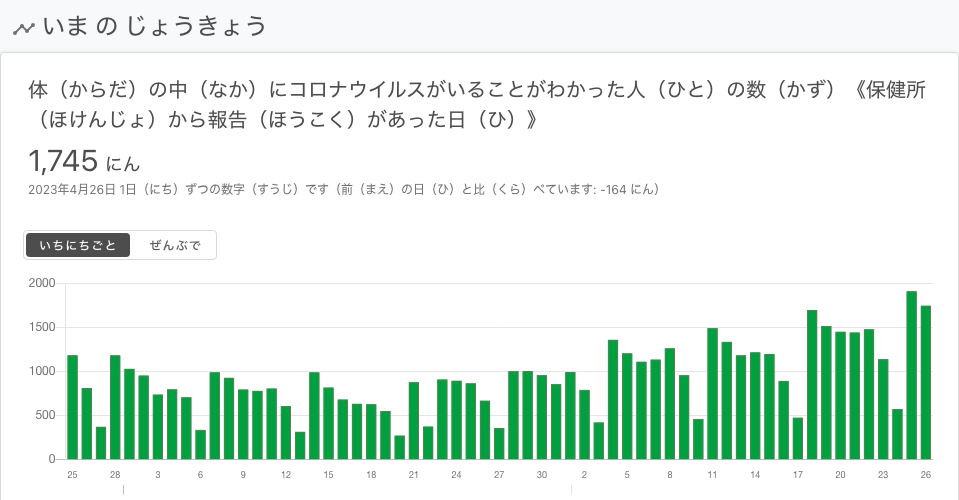 いま の じょうきょう
体（からだ）の中（なか）にコロナウイルスがいることがわかった人（ひと）の数（かず）《保健所
（ほけんじょ）から報告（ほうこく）があった日（ひ）》
1,745 にん
2023年4月26日 1日（にち）ずつの数字（すうじ）です（前（まえ）の日（ひ）と比（くら）べています: -164 にん）
いちにちごと ぜんぶで
2000
1500
1000
500
0
25 28 3 6 9 12 15 18 21 24 27 30 2 5 8 11 14 17 20 23 26